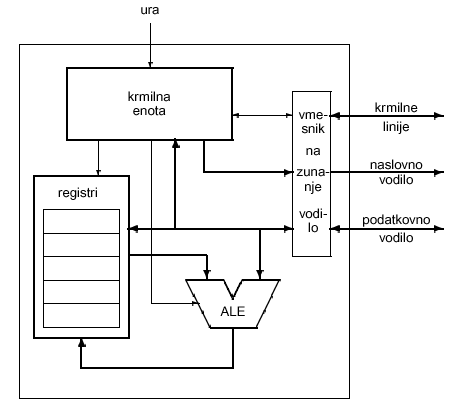 ura
krmilna
enota
vme-
snik
na
zuna-
nje
vodi-
lo
krmilne
linije
naslovno
vodilo
podatkovno
vodilo
registri
ALE